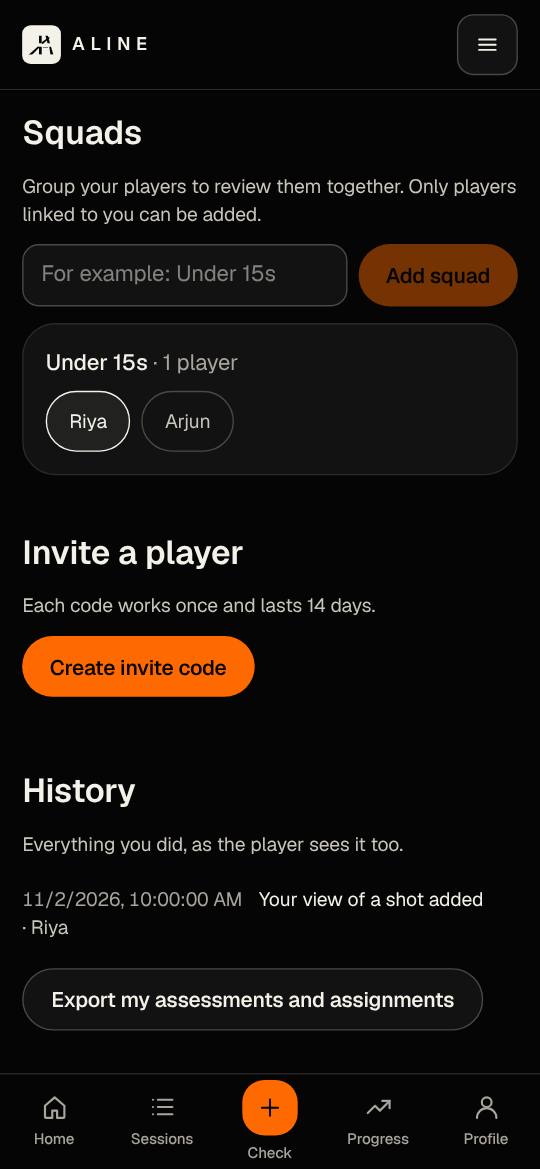 ALINE
Squads
Group your players to review them together. Only players
linked to you can be added.
For example: Under 15s
Add squad
Under 15s · 1 player
Riya
Arjun
Invite a player
Each code works once and lasts 14 days.
Create invite code
History
Everything you did, as the player sees it too.
11/2/2026, 10:00:00 AM Your view of a shot added
· Riya
Export my assessments and assignments
Home
Sessions
Check
Progress
Profile